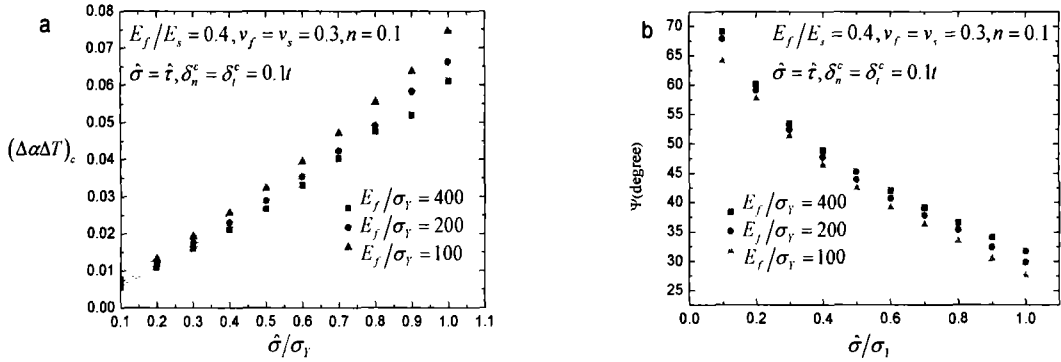 a
E_f/E_s = 0.4, ν_f = ν_s = 0.3, n = 0.1
σ̂ = τ̂, δ_n^c = δ_t^c = 0.1t
(ΔαΔT)_c
0.08
0.07
0.06
0.05
0.04
0.03
0.02
0.01
0.00
E_f/σ_Y = 400
E_f/σ_Y = 200
E_f/σ_Y = 100
0.1 0.2 0.3 0.4 0.5 0.6 0.7 0.8 0.9 1.0 1.1
σ̂/σ_Y
b
E_f/E_s = 0.4, ν_f = ν_s = 0.3, n = 0.1
σ̂ = τ̂, δ_n^c = δ_t^c = 0.1t
Ψ(degree)
70
65
60
55
50
45
40
35
30
25
E_f/σ_Y = 400
E_f/σ_Y = 200
E_f/σ_Y = 100
0.0 0.2 0.4 0.6 0.8 1.0
σ̂/σ_Y